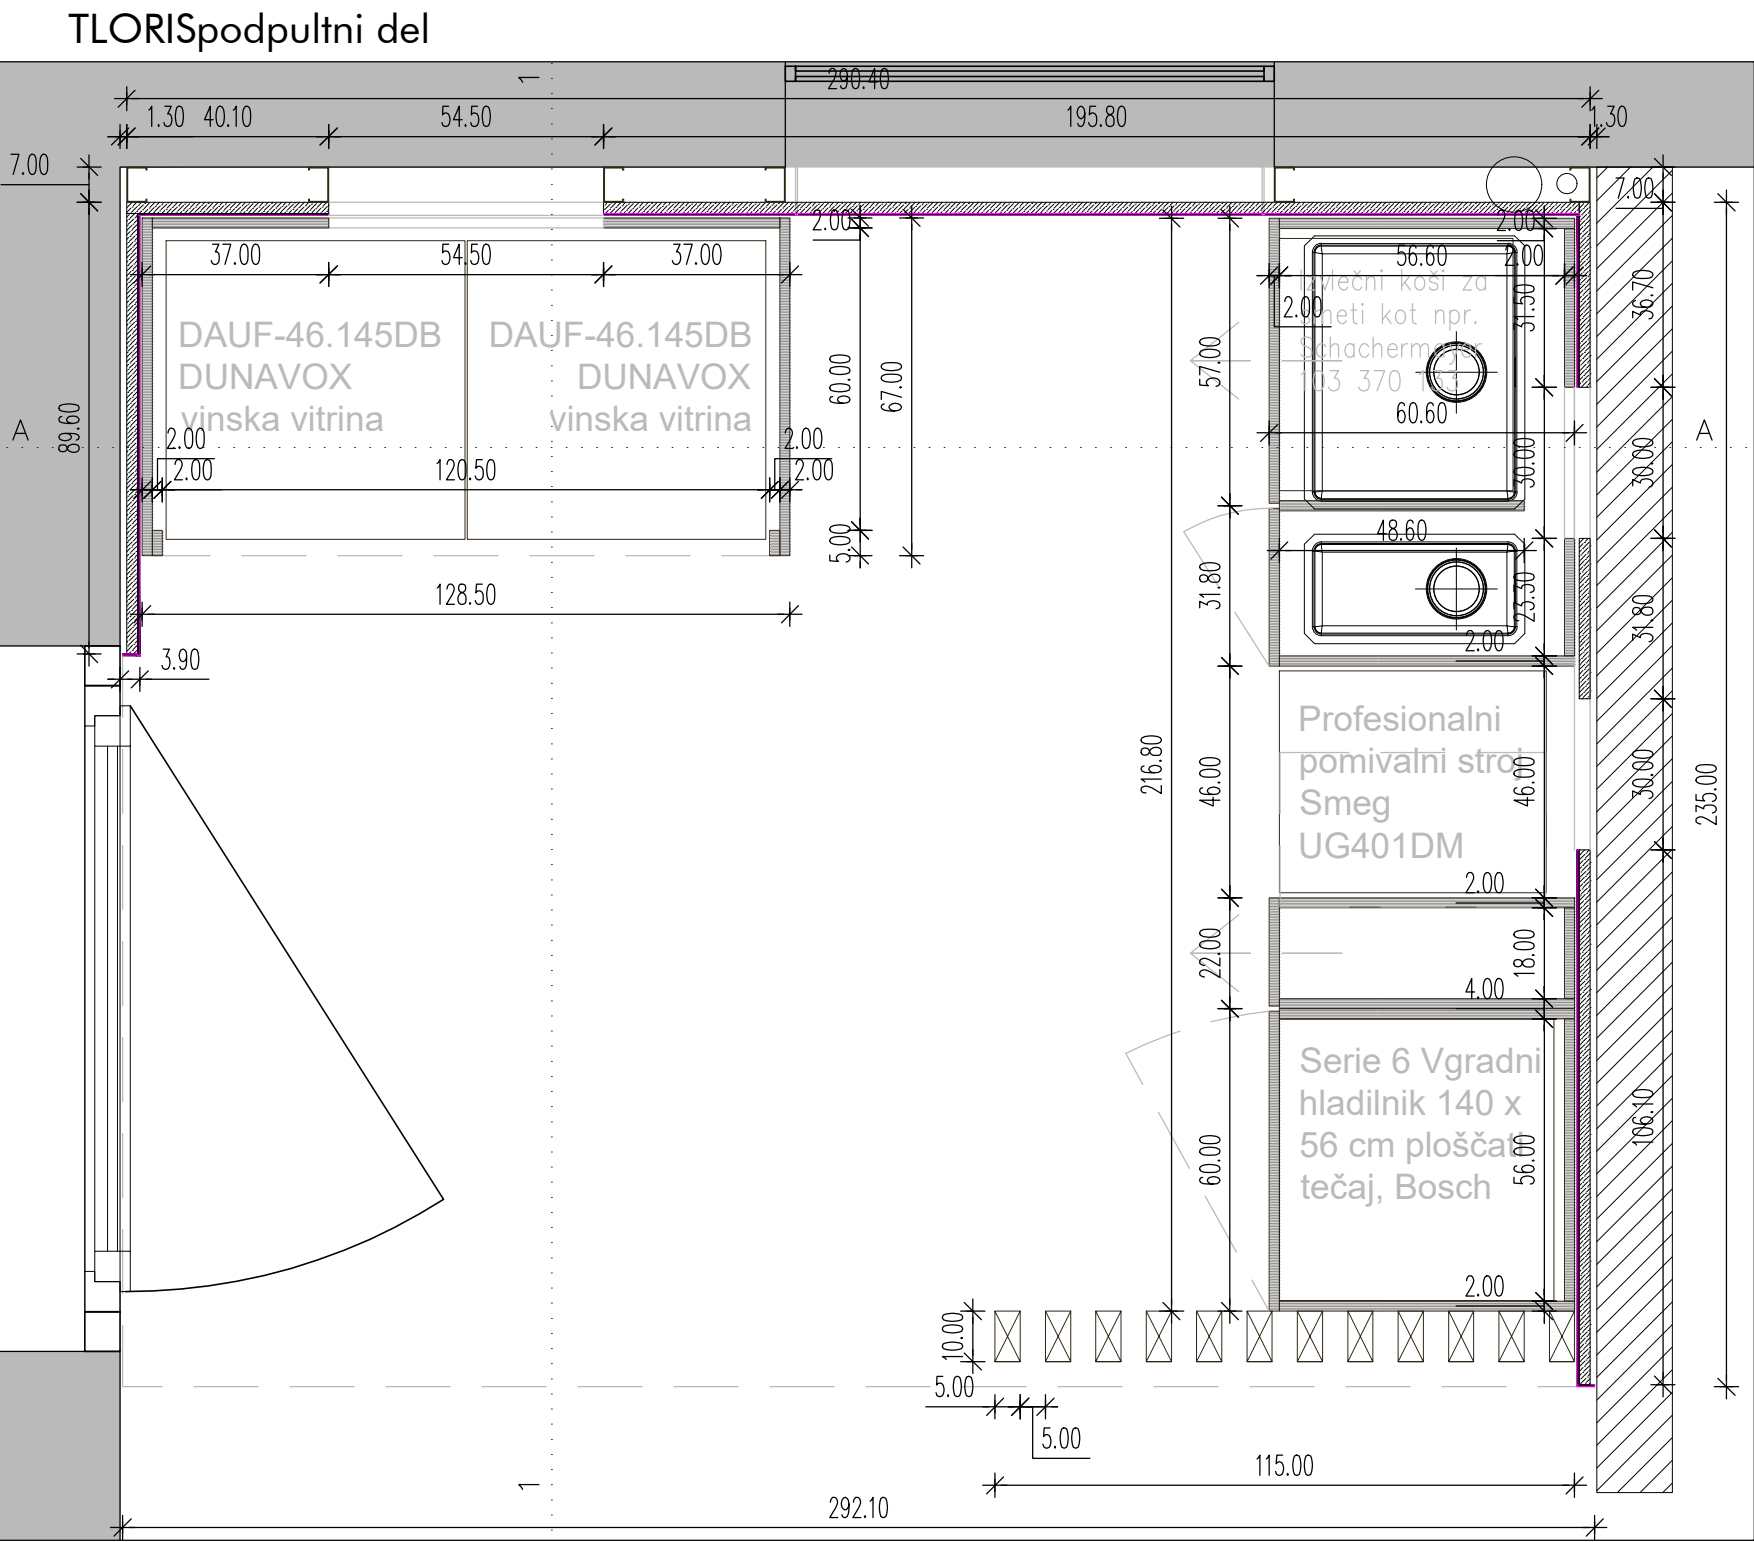 TLORISpodpultni del
1
290.40
1.30 40.10 54.50 195.80 1.30
7.00
7.00
2.00
2.00
37.00 54.50 37.00
56.60
2.00
Izvlečni koši za
smeti kot npr.
Schachermayer
103 370 133
2.00
31.50
36.70
DAUF-46.145DB
DUNAVOX
vinska vitrina
DAUF-46.145DB
DUNAVOX
vinska vitrina
60.00
67.00
57.00
60.60
A
89.60
A
2.00
2.00
120.50
2.00
2.00
30.00
30.00
5.00
48.60
128.50
31.80
23.30
31.80
2.00
3.90
Profesionalni
pomivalni stroj
Smeg
UG401DM
216.80
46.00
46.00
30.00
235.00
2.00
22.00
18.00
4.00
Serie 6 Vgradni
hladilnik 140 x
56 cm ploščati
tečaj, Bosch
60.00
56.00
106.10
2.00
10.00
5.00
5.00
115.00
1
292.10